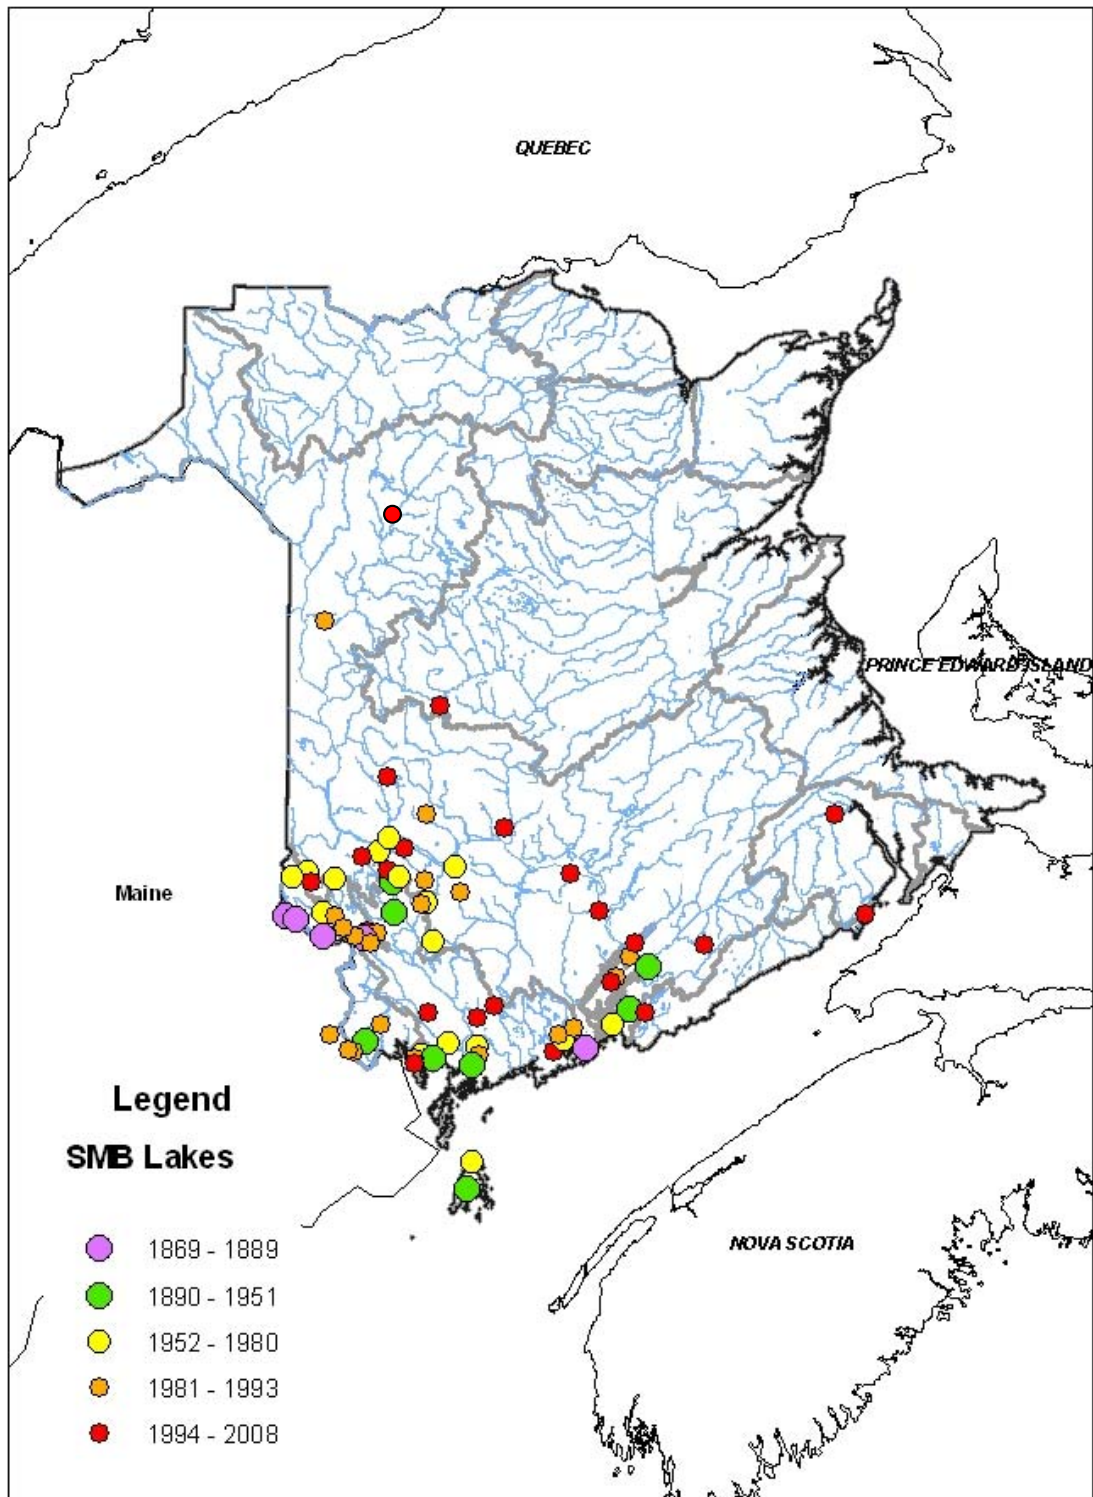 QUEBEC
PRINCE EDWARD ISLAND
Maine
Legend
SMB Lakes
NOVA SCOTIA
1869 - 1889
1890 - 1951
1952 - 1980
1981 - 1993
1994 - 2008